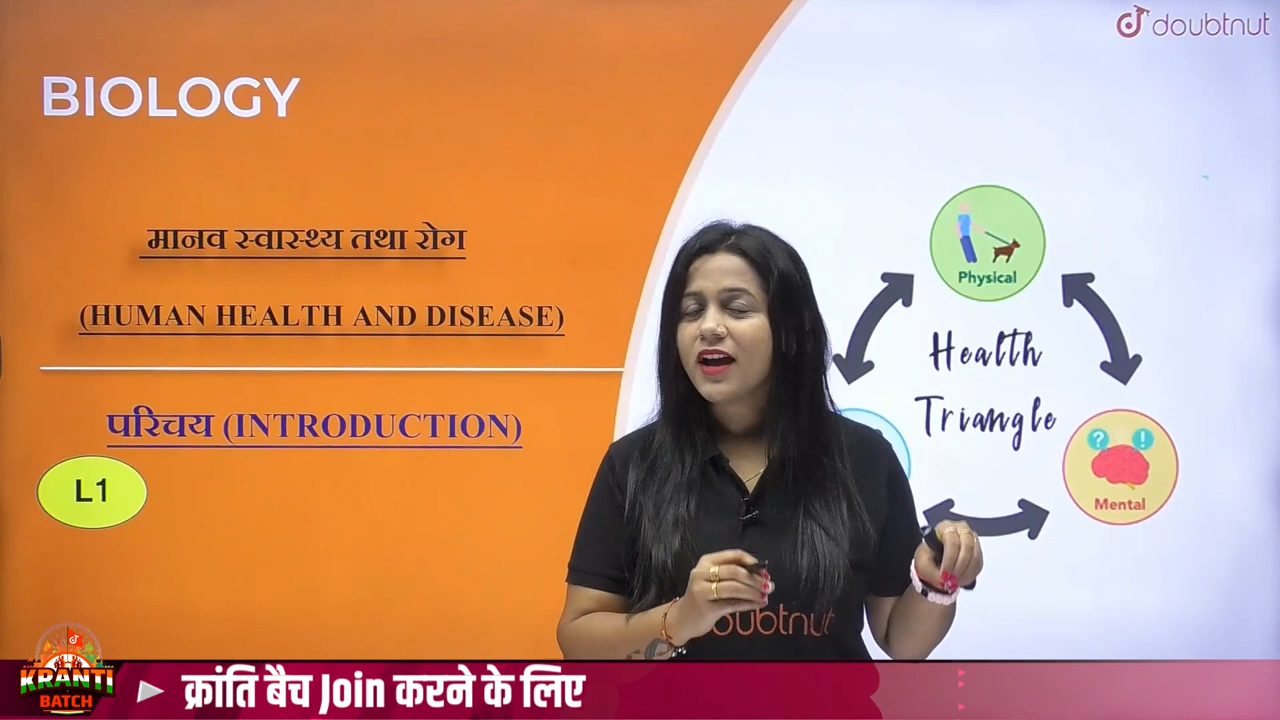 doubtnut
BIOLOGY
मानव स्वास्थ्य तथा रोग
(HUMAN HEALTH AND DISEASE)
परिचय (INTRODUCTION)
L1
Physical
Health
Triangle
? !
Mental
doubtnut
KRANTI
BATCH
क्रांति बैच Join करने के लिए